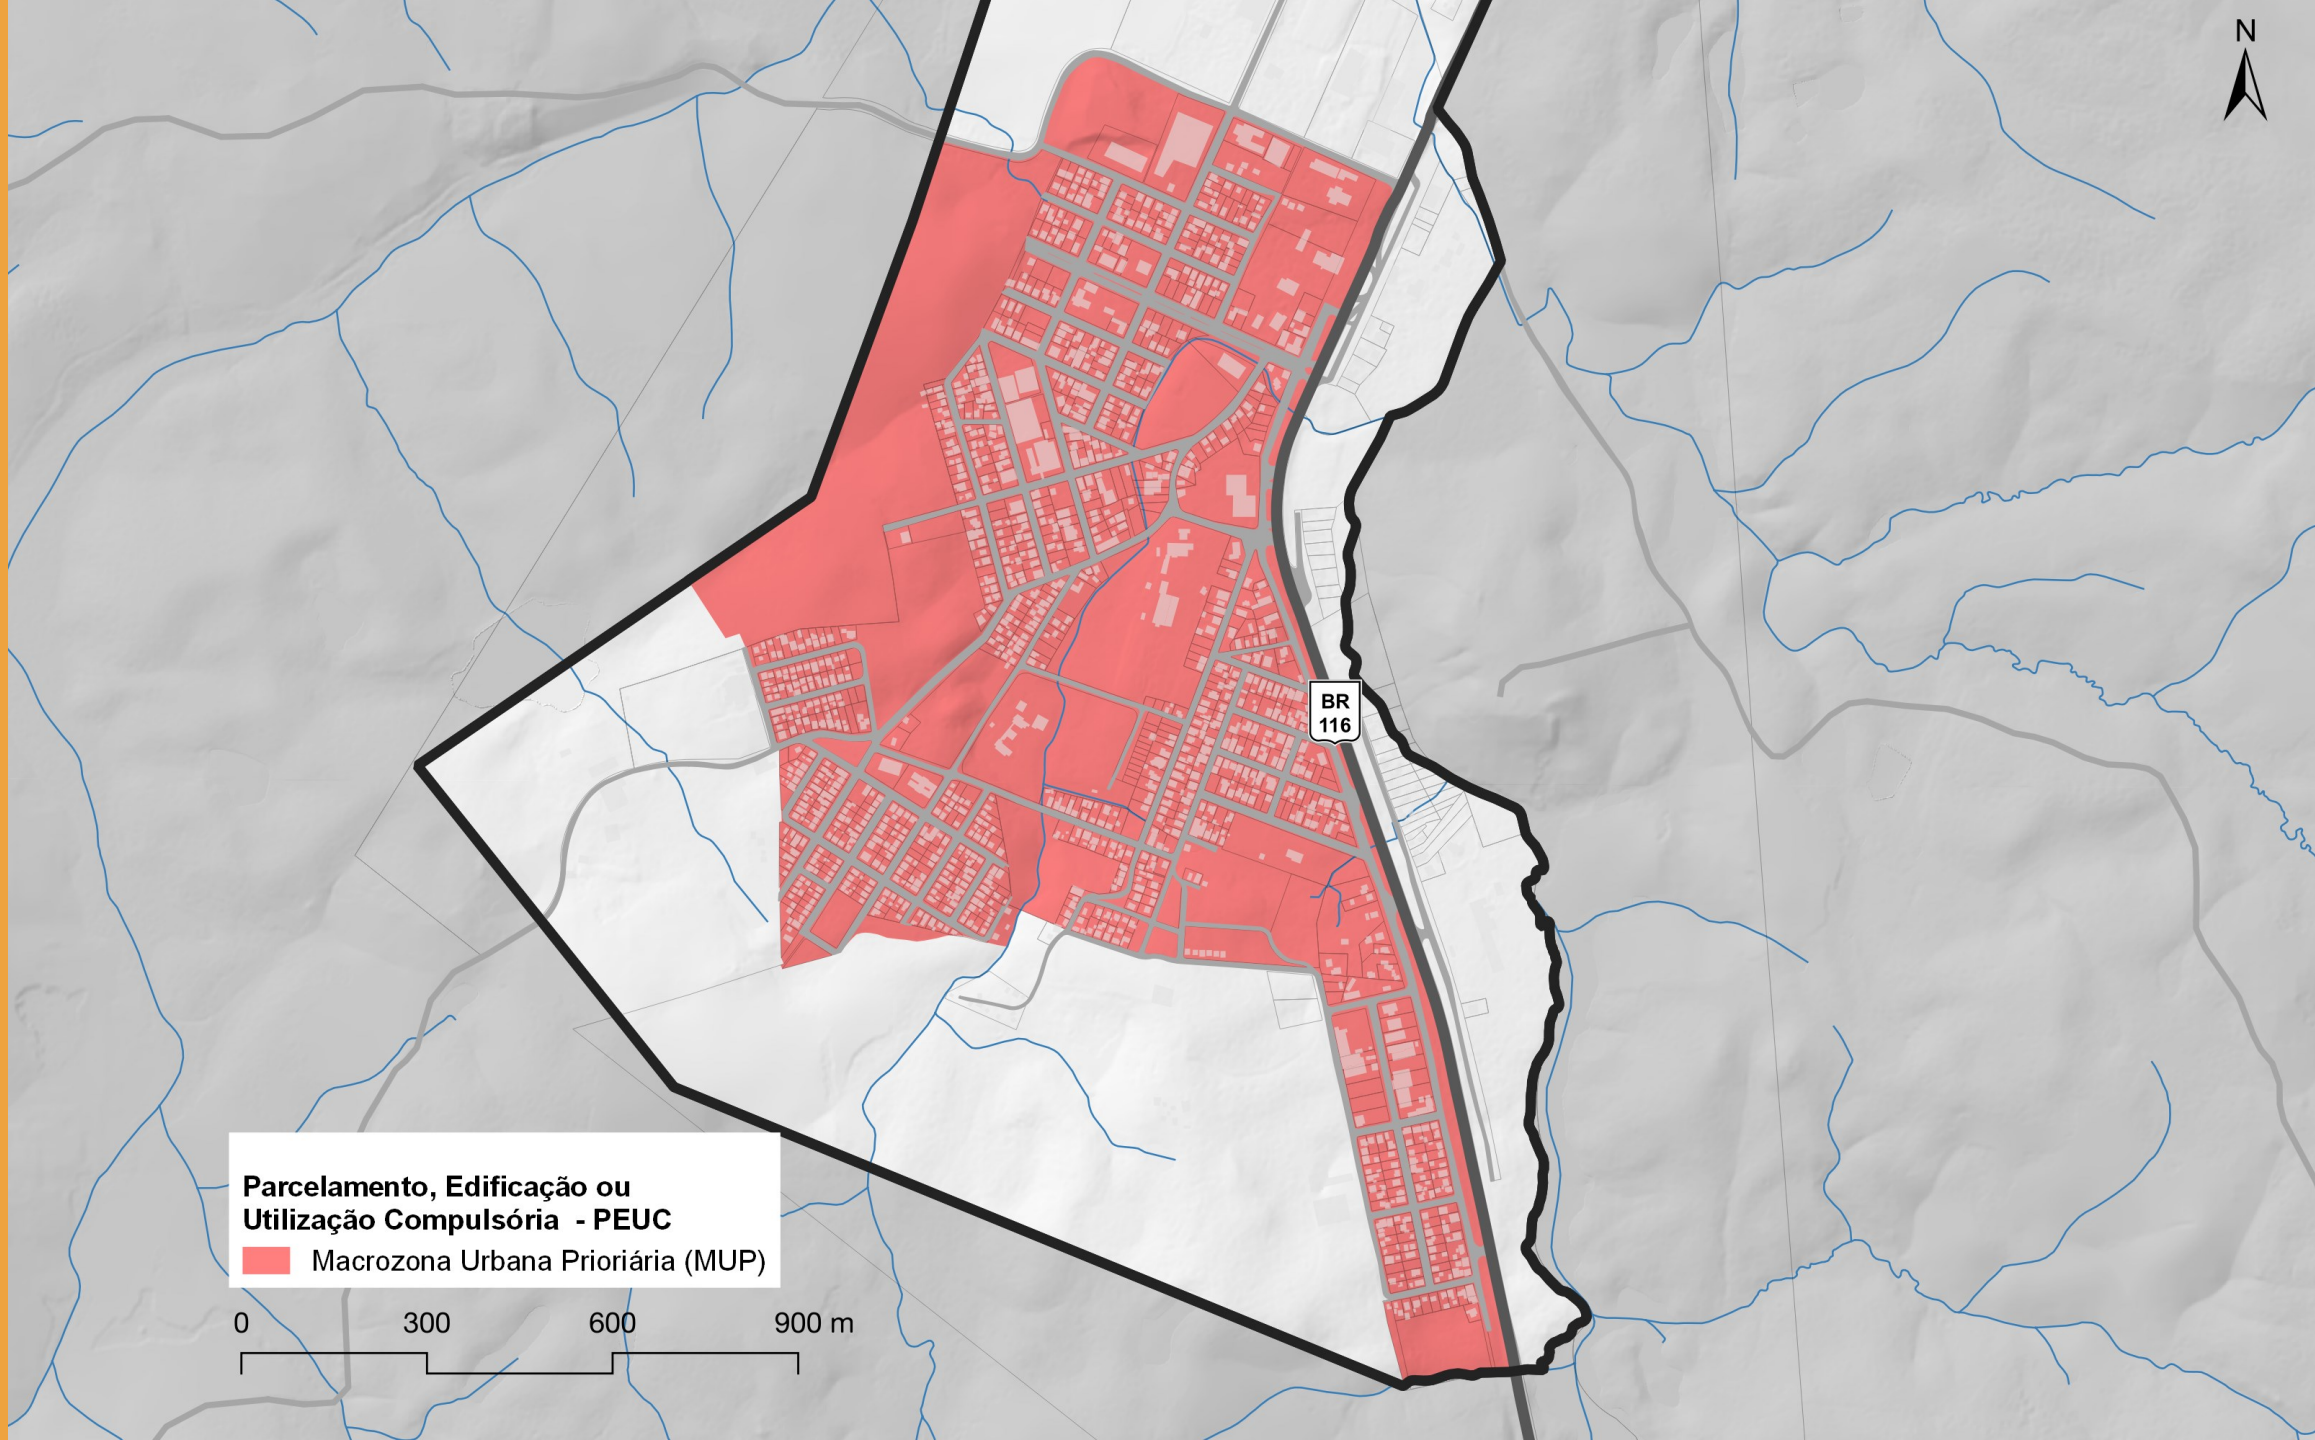 N
BR
116
Parcelamento, Edificação ou
Utilização Compulsória - PEUC
Macrozona Urbana Prioriária (MUP)
0 300 600 900 m